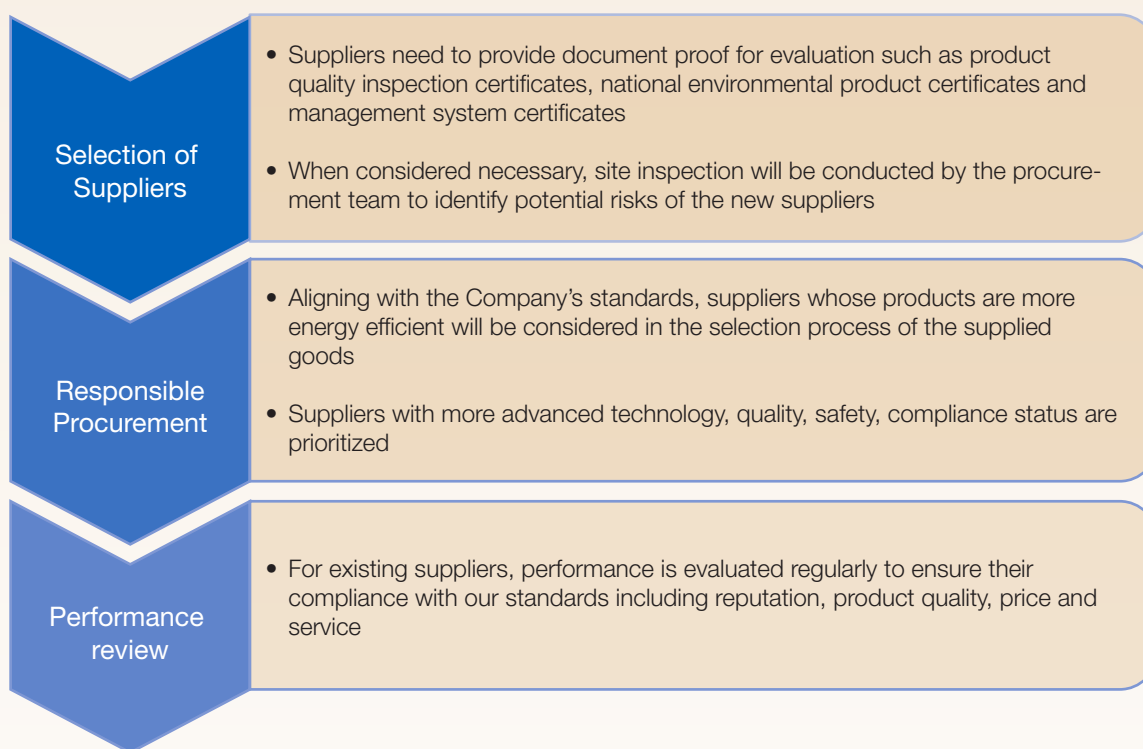 Selection of
Suppliers
• Suppliers need to provide document proof for evaluation such as product
quality inspection certificates, national environmental product certificates and
management system certificates
• When considered necessary, site inspection will be conducted by the procure-
ment team to identify potential risks of the new suppliers
Responsible
Procurement
• Aligning with the Company’s standards, suppliers whose products are more
energy efficient will be considered in the selection process of the supplied
goods
• Suppliers with more advanced technology, quality, safety, compliance status are
prioritized
Performance
review
• For existing suppliers, performance is evaluated regularly to ensure their
compliance with our standards including reputation, product quality, price and
service